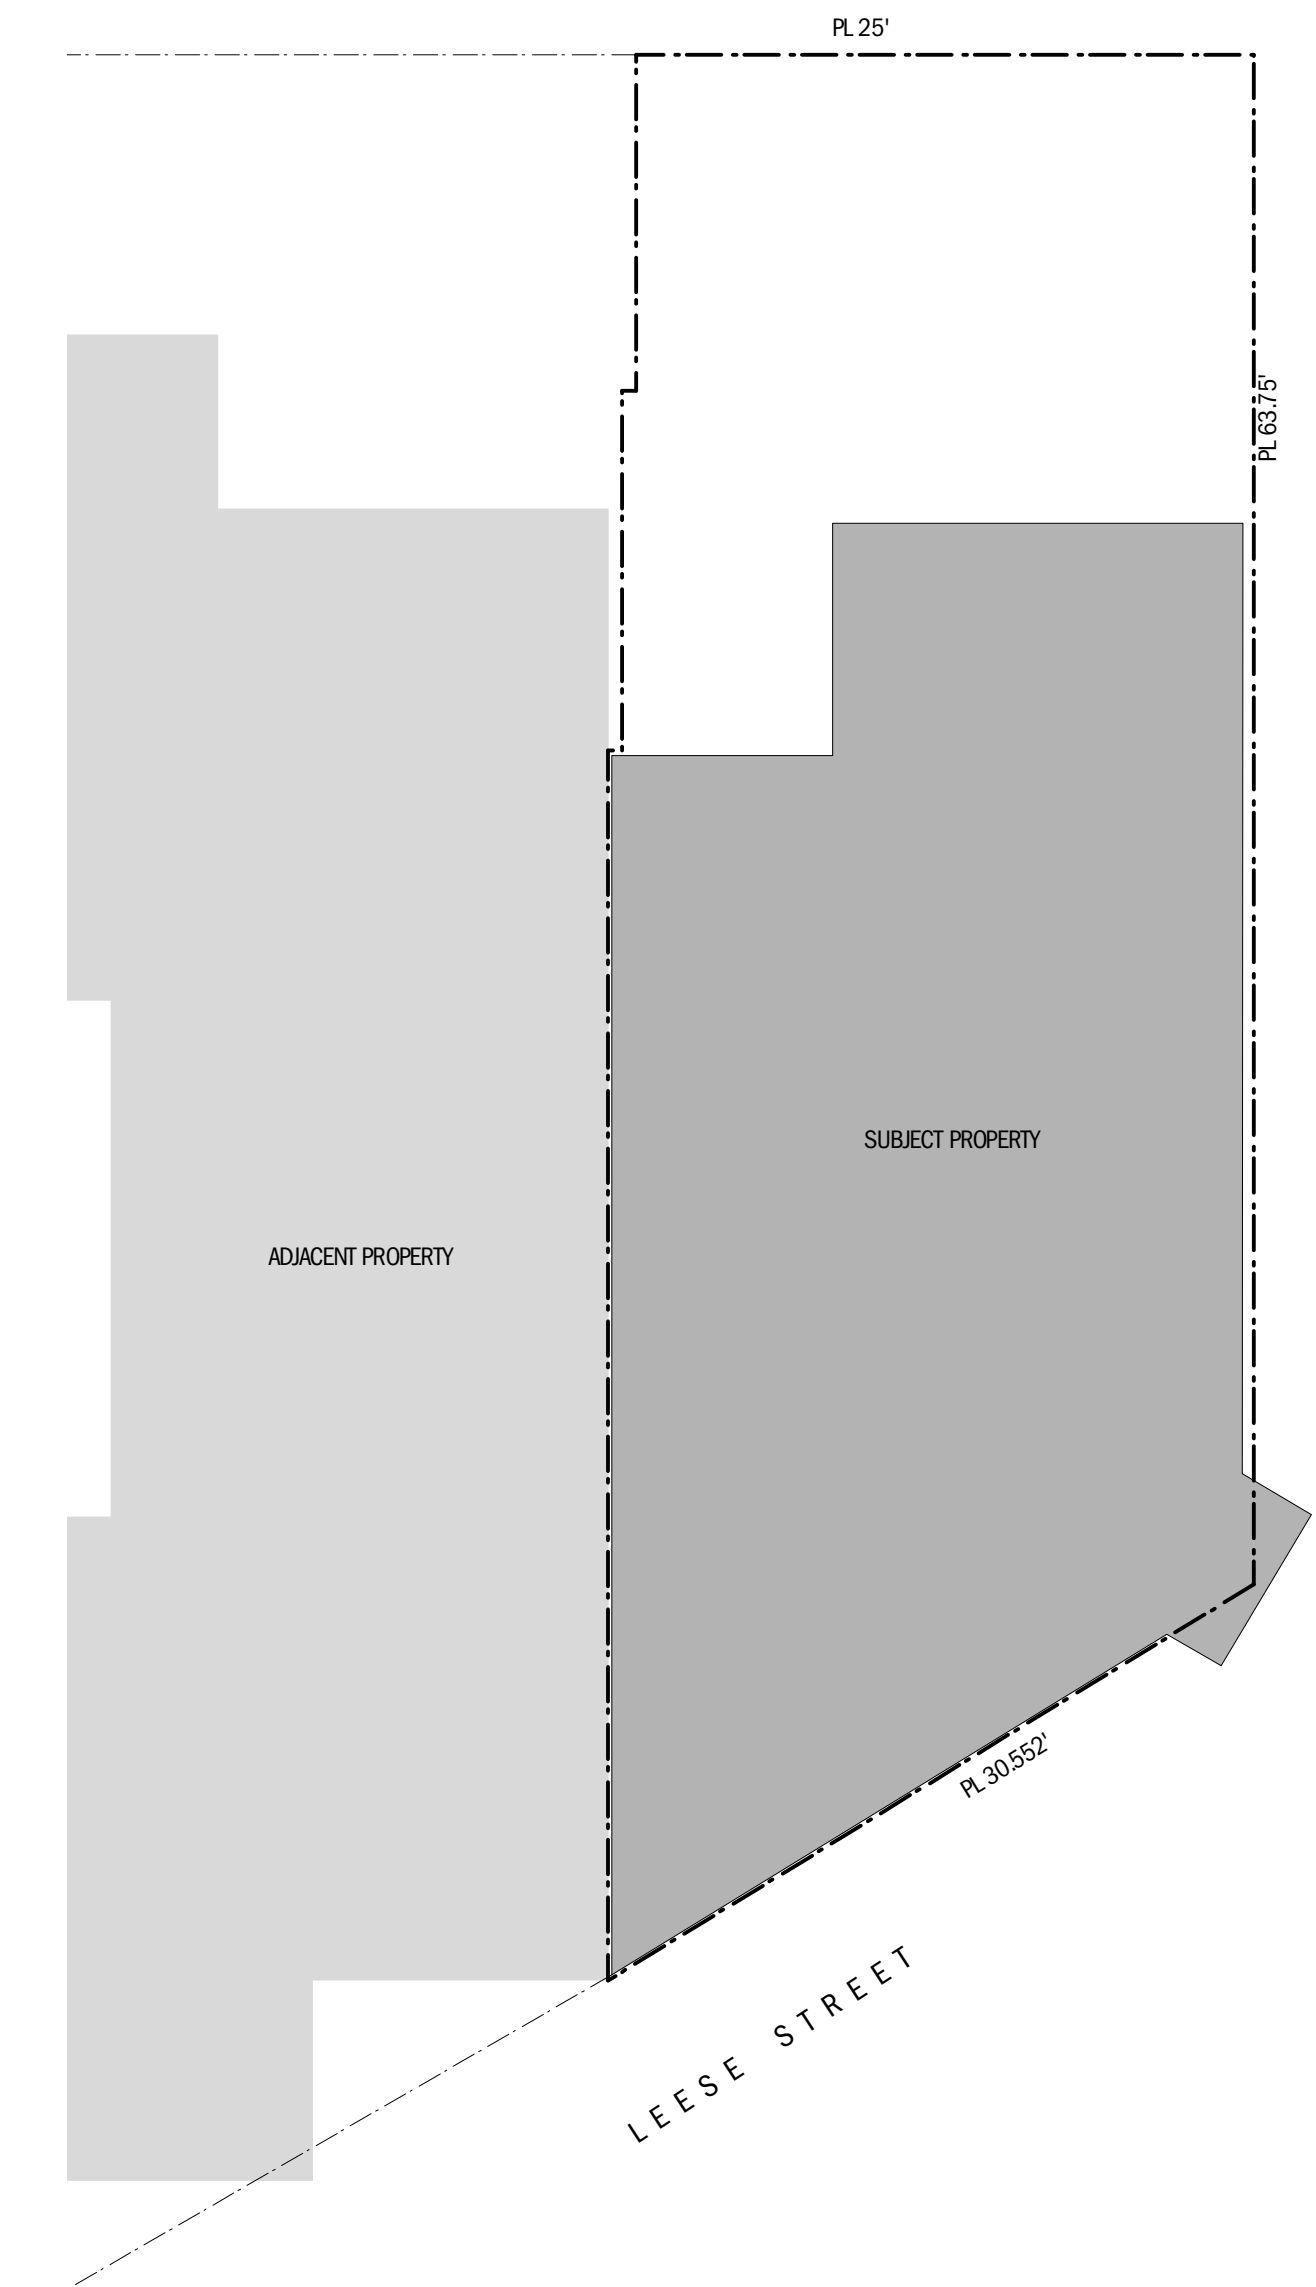 PL 25'
PL 63.75'
SUBJECT PROPERTY
ADJACENT PROPERTY
PL 30.552'
LEESE STREET